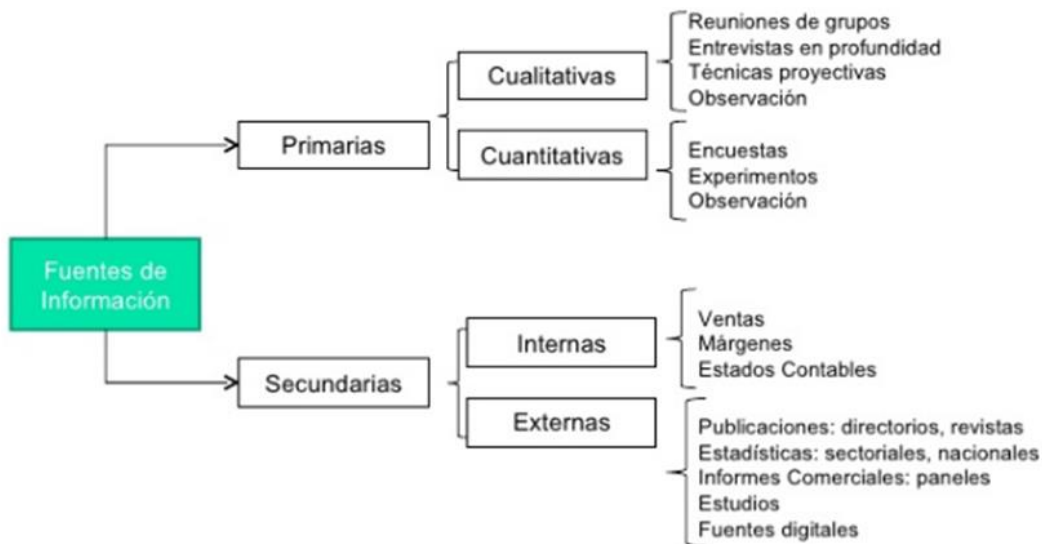 Fuentes de
Información
Primarias
Cualitativas
Reuniones de grupos
Entrevistas en profundidad
Técnicas proyectivas
Observación
Cuantitativas
Encuestas
Experimentos
Observación
Secundarias
Internas
Ventas
Márgenes
Estados Contables
Externas
Publicaciones: directorios, revistas
Estadísticas: sectoriales, nacionales
Informes Comerciales: paneles
Estudios
Fuentes digitales